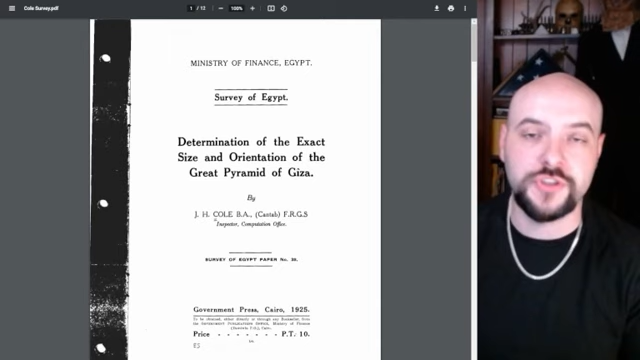 Cole Survey.pdf
1 / 12
100%
MINISTRY OF FINANCE, EGYPT.
Survey of Egypt.
Determination of the Exact
Size and Orientation of the
Great Pyramid of Giza.
By
J. H. COLE B.A., (Cantab) F.R.G.S
Inspector, Computation Office.
SURVEY OF EGYPT PAPER No. 39.
Government Press, Cairo, 1925.
Price - - - - - - - P.T. 10.